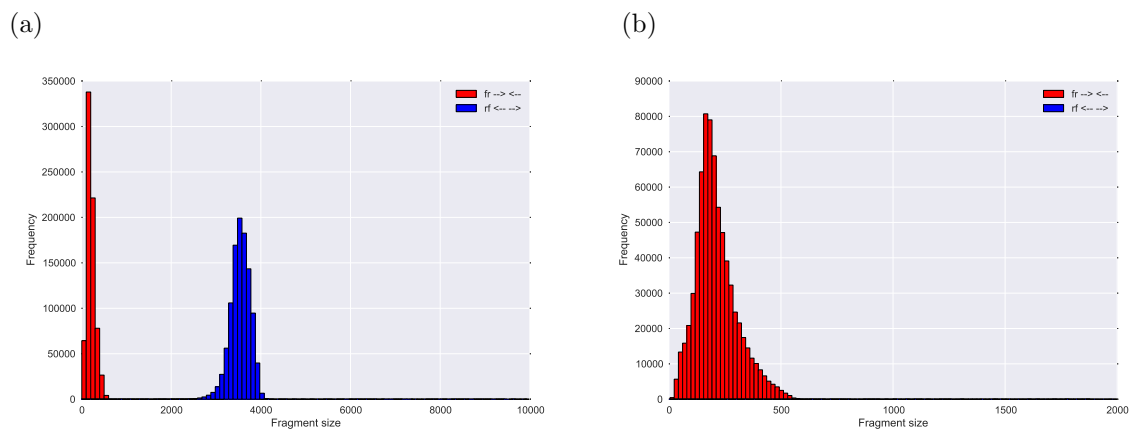 (a)
350000
300000
250000
200000
150000
100000
50000
0
Frequency
0 2000 4000 6000 8000 10000
Fragment size
fr --> <--
rf <-- -->
(b)
90000
80000
70000
60000
50000
40000
30000
20000
10000
0
Frequency
0 500 1000 1500 2000
Fragment size
fr --> <--
rf <-- -->